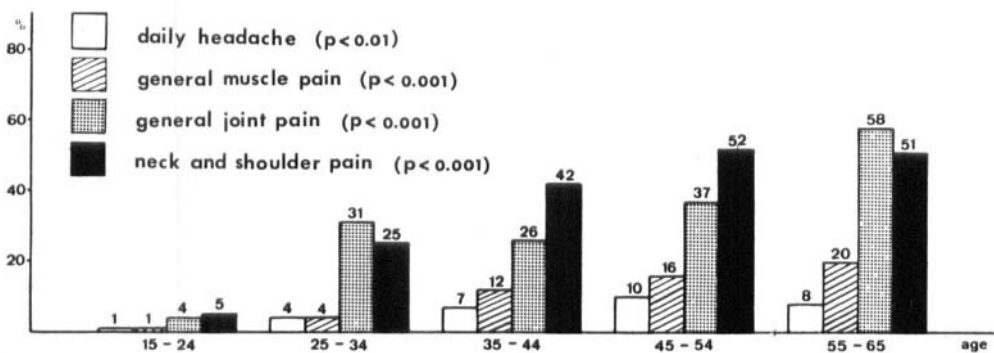 %
80
60
40
20
daily headache (p<0.01)
general muscle pain (p<0.001)
general joint pain (p<0.001)
neck and shoulder pain (p<0.001)
1 1 4 5
4 4 31 25
7 12 26 42
10 16 37 52
8 20 58 51
15-24 25-34 35-44 45-54 55-65 age